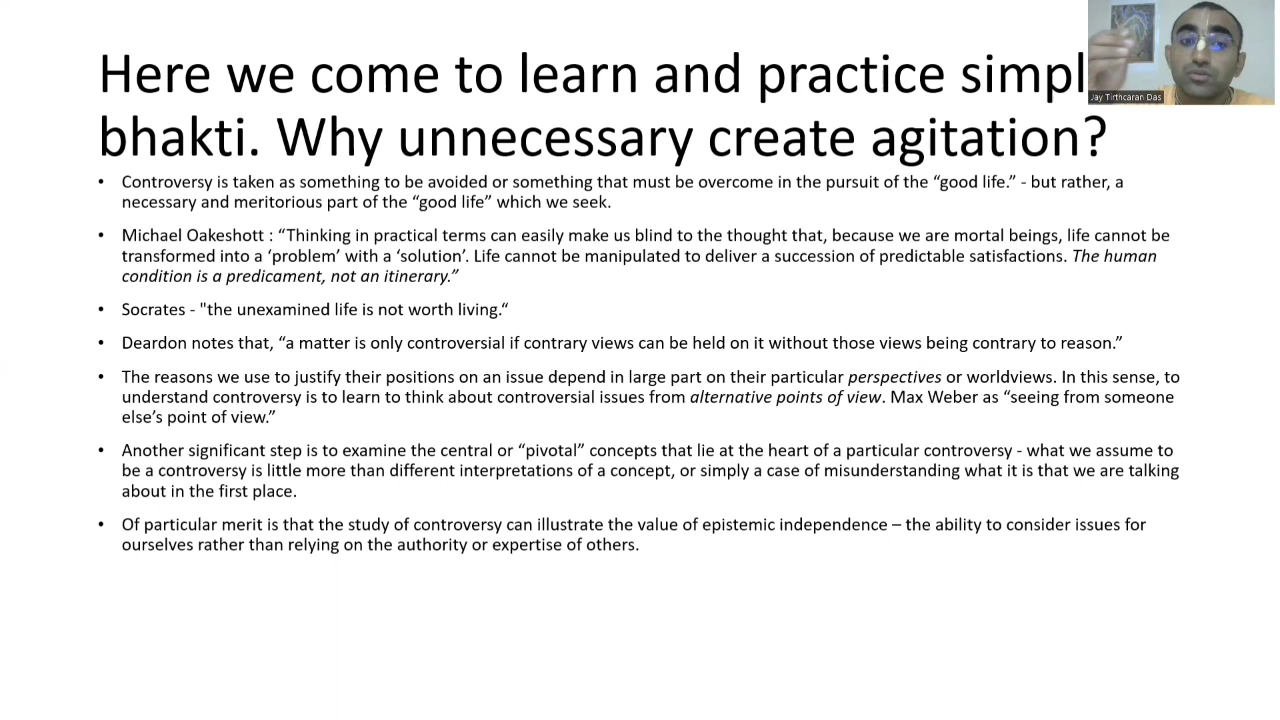 Here we come to learn and practice simpl
bhakti. Why unnecessary create agitation?
Jay Tirthcaran Das
• Controversy is taken as something to be avoided or something that must be overcome in the pursuit of the “good life.” - but rather, a
necessary and meritorious part of the “good life” which we seek.
• Michael Oakeshott : “Thinking in practical terms can easily make us blind to the thought that, because we are mortal beings, life cannot be
transformed into a ‘problem’ with a ‘solution’. Life cannot be manipulated to deliver a succession of predictable satisfactions. The human
condition is a predicament, not an itinerary.”
• Socrates - "the unexamined life is not worth living.“
• Deardon notes that, “a matter is only controversial if contrary views can be held on it without those views being contrary to reason.”
• The reasons we use to justify their positions on an issue depend in large part on their particular perspectives or worldviews. In this sense, to
understand controversy is to learn to think about controversial issues from alternative points of view. Max Weber as “seeing from someone
else’s point of view.”
• Another significant step is to examine the central or “pivotal” concepts that lie at the heart of a particular controversy - what we assume to
be a controversy is little more than different interpretations of a concept, or simply a case of misunderstanding what it is that we are talking
about in the first place.
• Of particular merit is that the study of controversy can illustrate the value of epistemic independence – the ability to consider issues for
ourselves rather than relying on the authority or expertise of others.